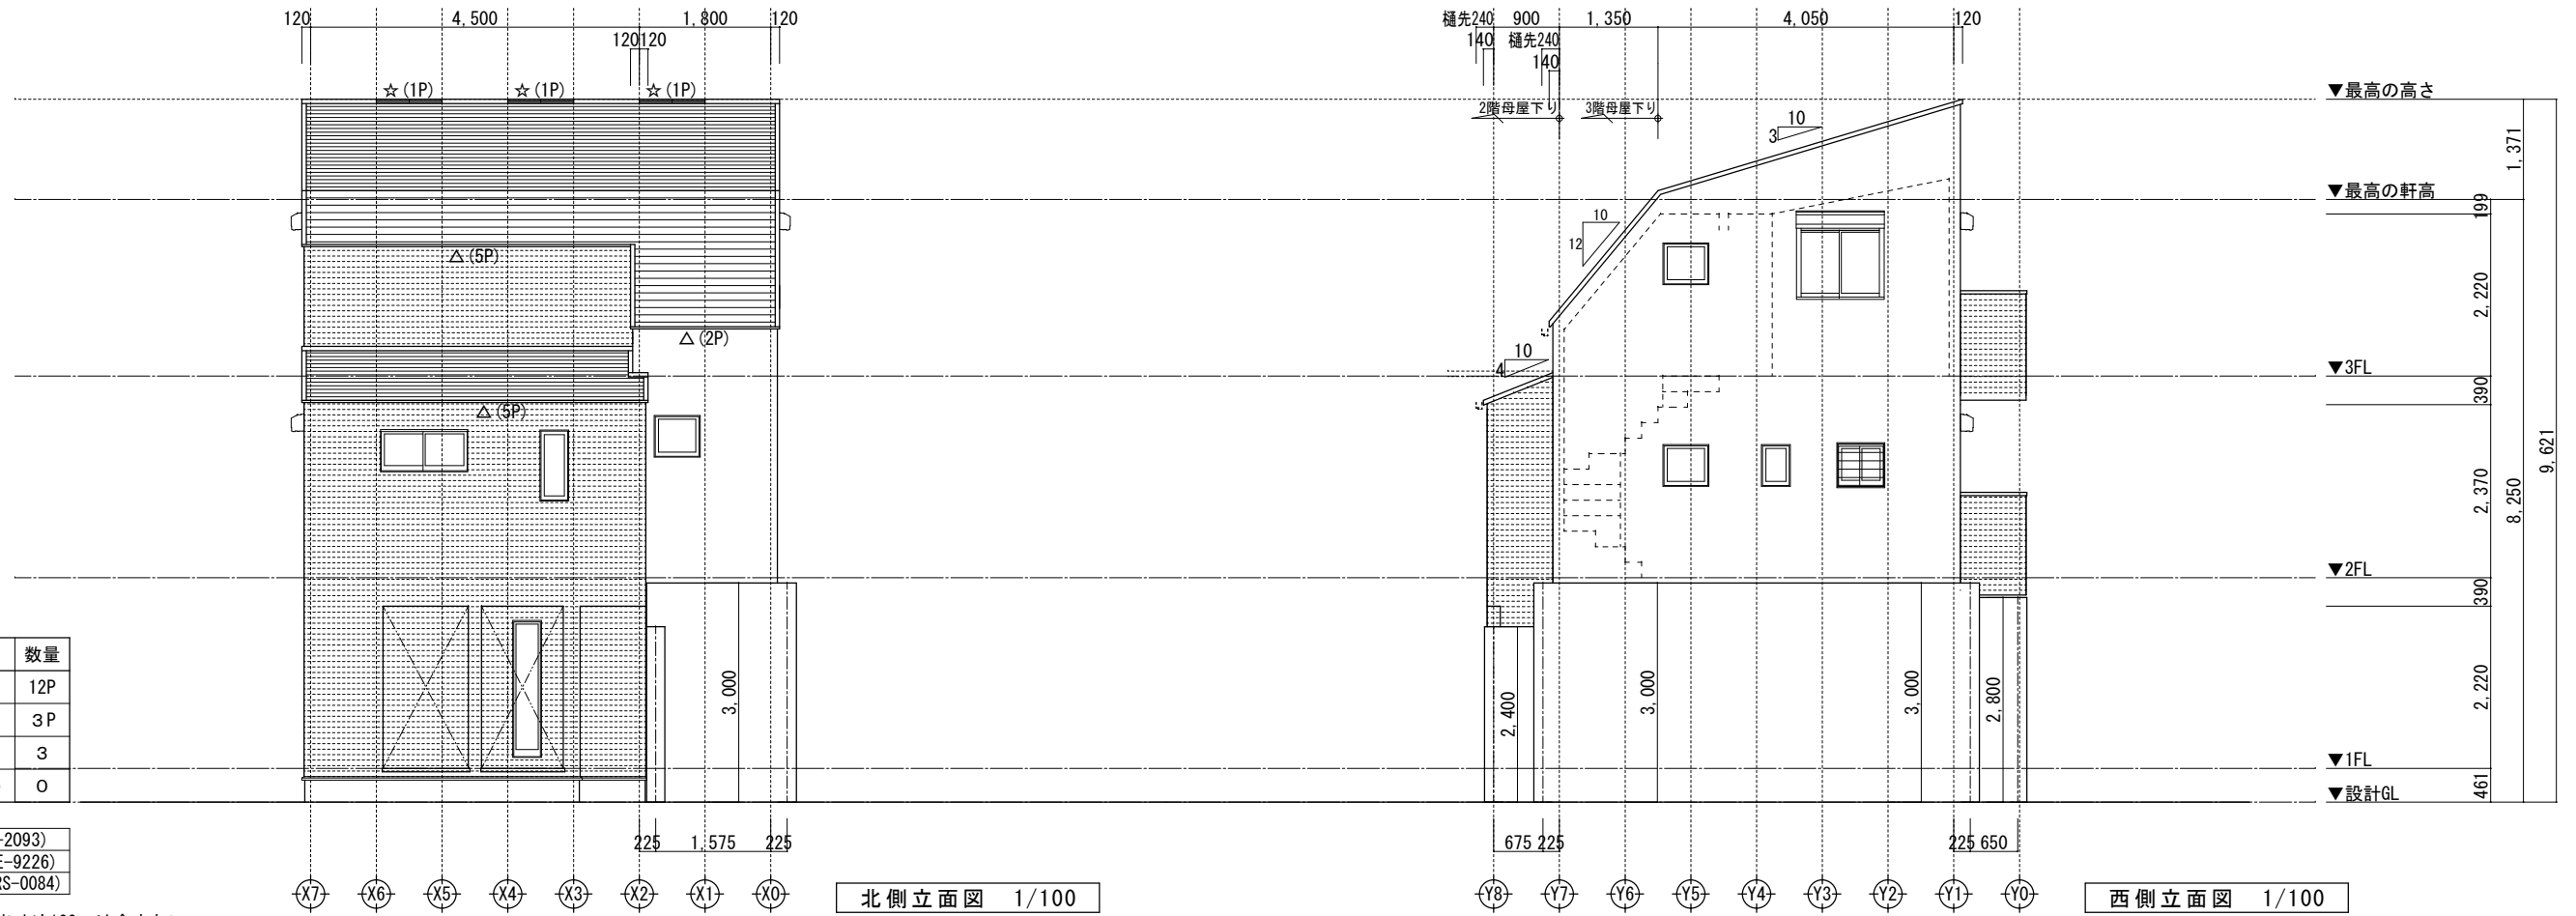 120 4,500 1,800 120
120 120
☆(1P) ☆(1P) ☆(1P)
△(5P)
△(2P)
△(5P)
3,000
225 1,575 225
X7 X6 X5 X4 X3 X2 X1 X0
北側立面図 1/100
数量
12P
3P
3
0
-2093)
E-9226)
RS-0084)
樋先240 900 1,350 4,050 120
140 樋先240
140
2階母屋下り 3階母屋下り
10
3
10
12
10
4
2,400 3,000 3,000 2,800
675 225 225 650
Y8 Y7 Y6 Y5 Y4 Y3 Y2 Y1 Y0
西側立面図 1/100
▼最高の高さ
1,371
▼最高の軒高
199
2,220
▼3FL
390
9,621
2,370
8,250
▼2FL
390
2,220
▼1FL
461
▼設計GL